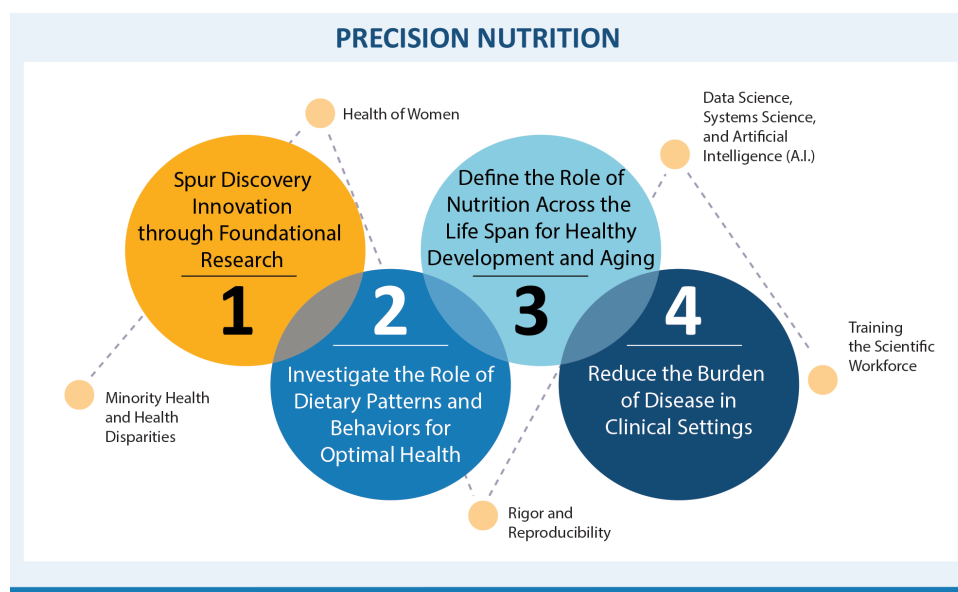 PRECISION NUTRITION
Health of Women
Data Science,
Systems Science,
and Artificial
Intelligence (A.I.)
Spur Discovery
Innovation
through Foundational
Research
1
2
Investigate the Role of
Dietary Patterns and
Behaviors for
Optimal Health
Define the Role of
Nutrition Across the
Life Span for Healthy
Development and Aging
3
4
Reduce the Burden
of Disease in
Clinical Settings
Training
the Scientific
Workforce
Minority Health
and Health
Disparities
Rigor and
Reproducibility